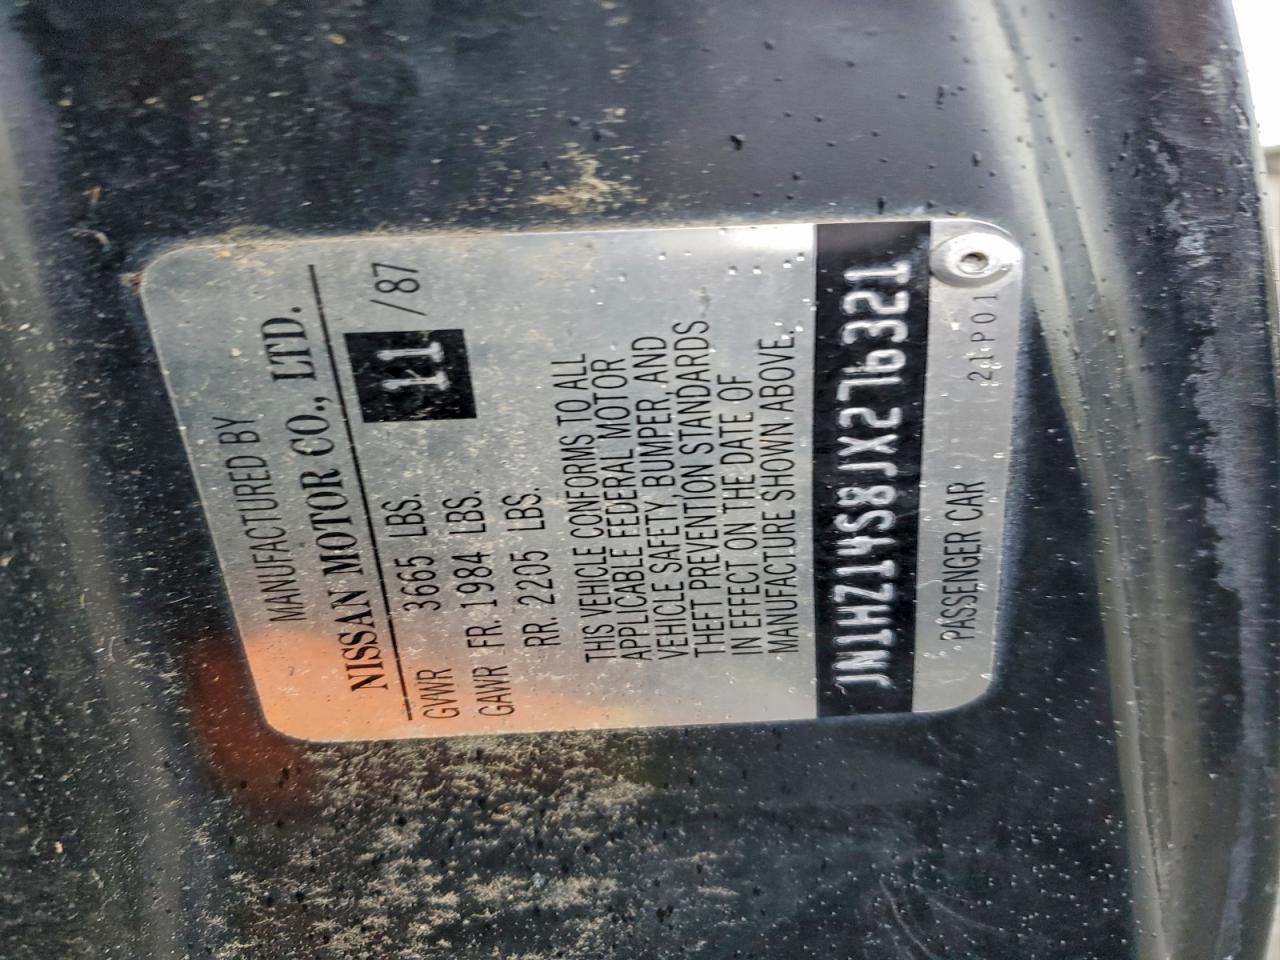 MANUFACTURED BY
NISSAN MOTOR CO., LTD.
GVWR 3665 LBS. 11 /87
GAWR FR. 1984 LBS.
RR. 2205 LBS.
THIS VEHICLE CONFORMS TO ALL
APPLICABLE FEDERAL MOTOR
VEHICLE SAFETY, BUMPER, AND
THEFT PREVENTION STANDARDS
IN EFFECT ON THE DATE OF
MANUFACTURE SHOWN ABOVE.
JN1HZ14S8JX276321
PASSENGER CAR 21P01